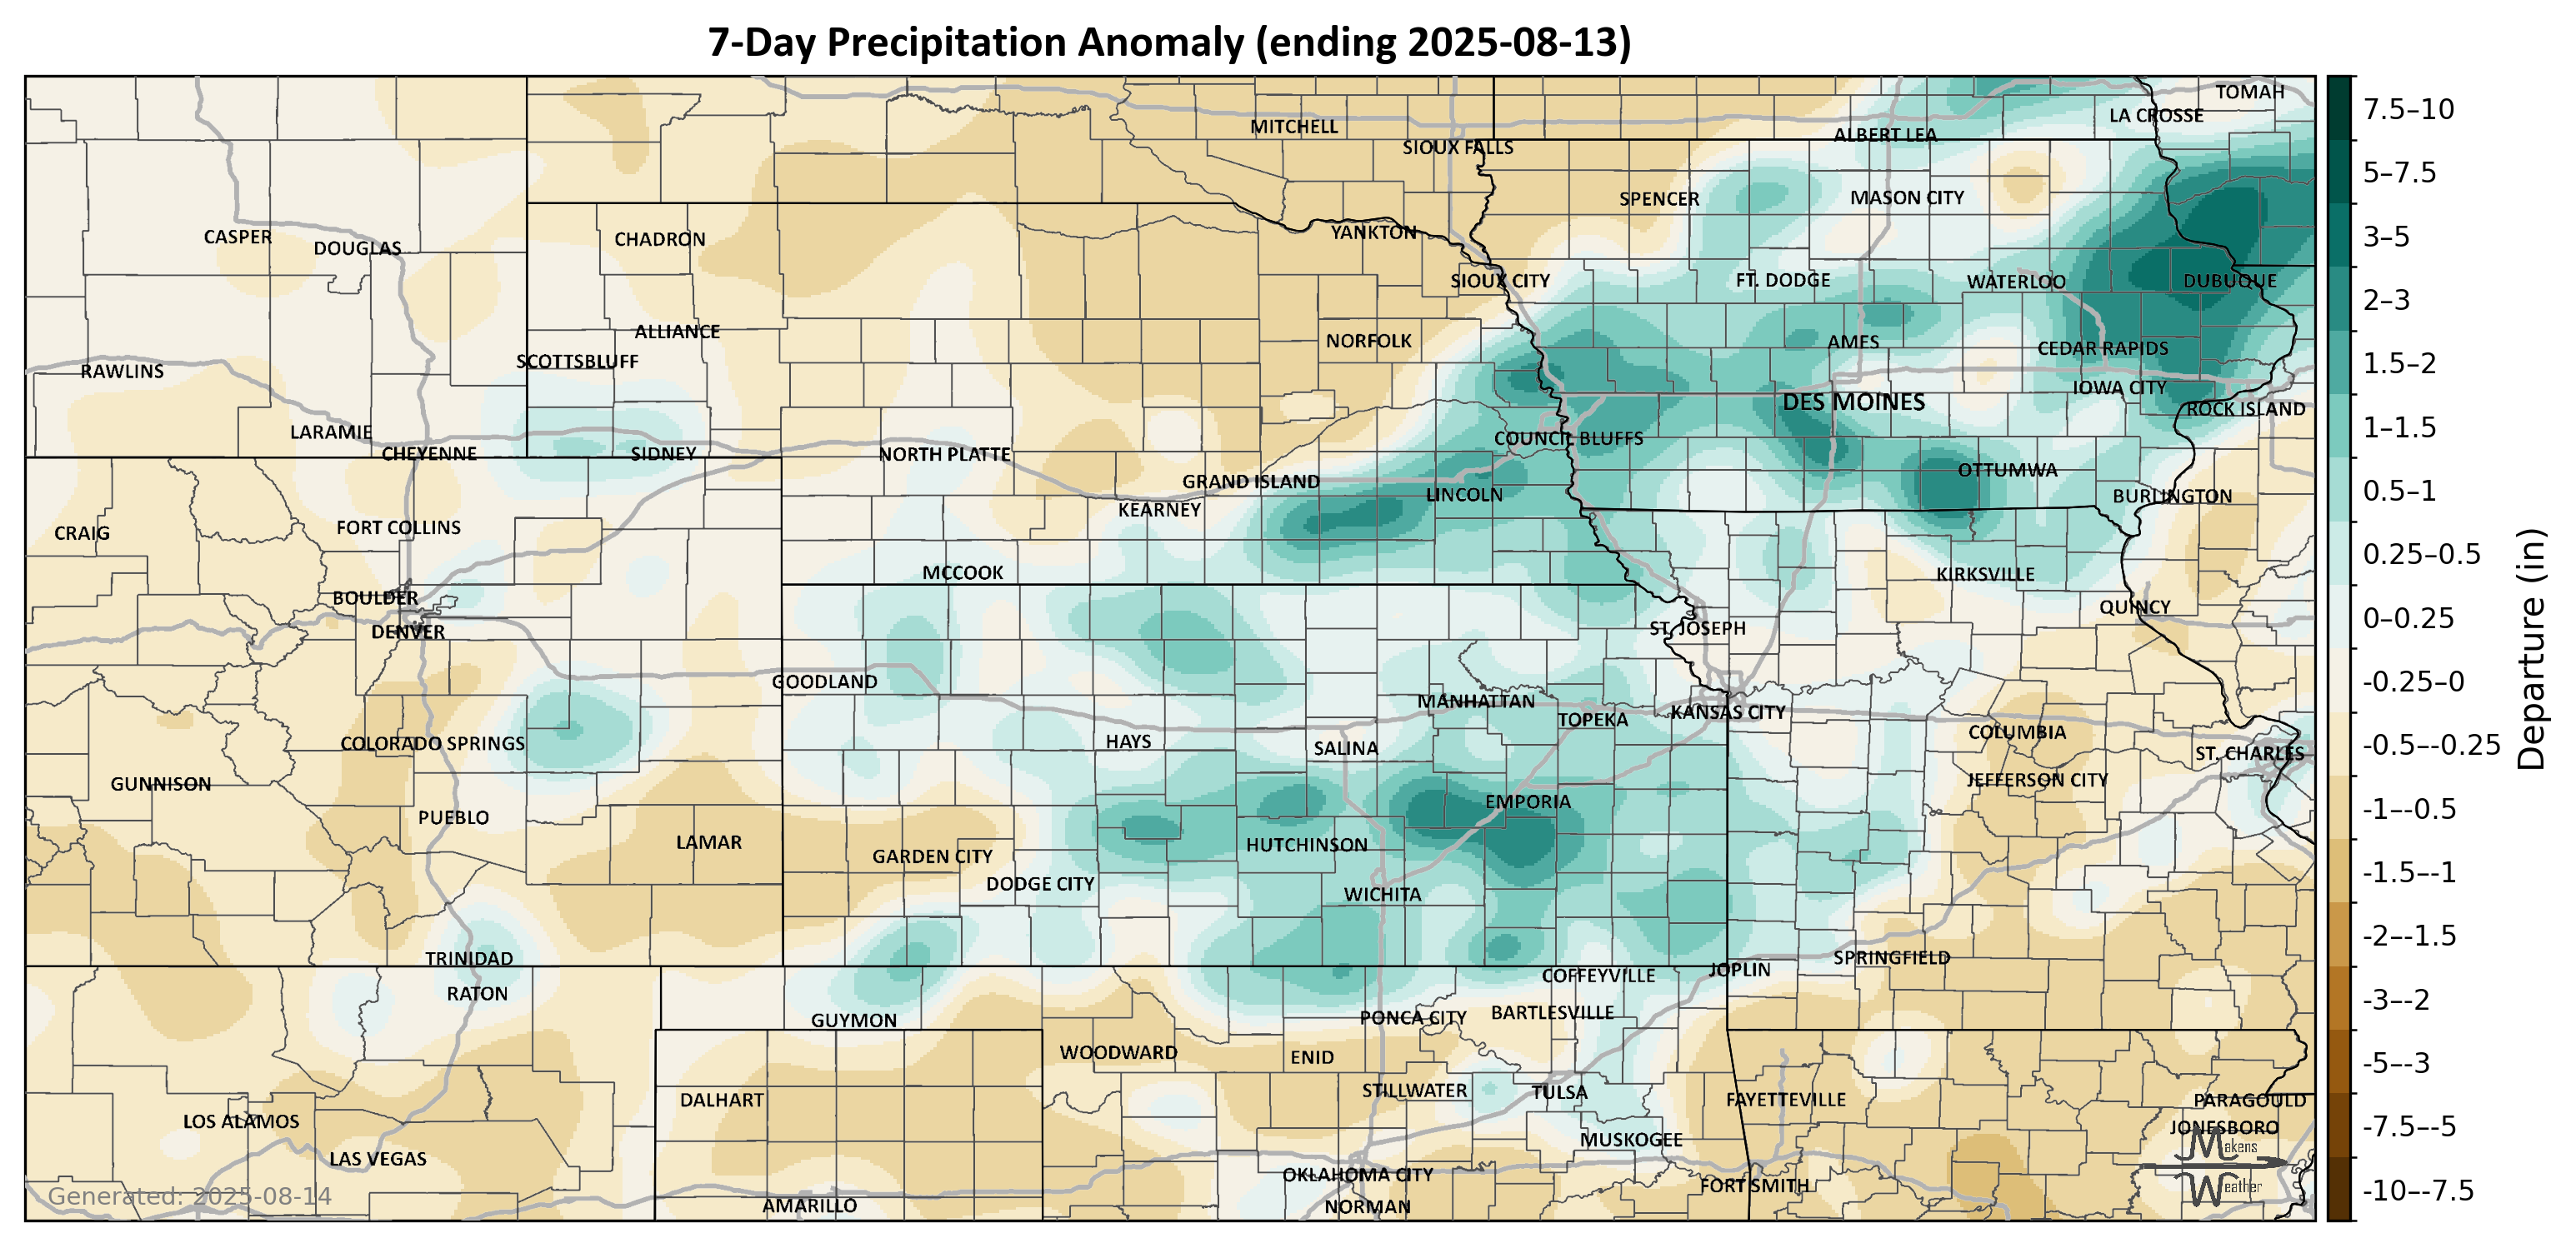 7-Day Precipitation Anomaly (ending 2025-08-13)
TOMAH
LA CROSSE
MITCHELL
ALBERT LEA
SIOUX FALLS
SPENCER
MASON CITY
CASPER
DOUGLAS
CHADRON
YANKTON
SIOUX CITY
FT. DODGE
WATERLOO
DUBUQUE
ALLIANCE
NORFOLK
AMES
CEDAR RAPIDS
SCOTTSBLUFF
RAWLINS
IOWA CITY
DES MOINES
ROCK ISLAND
LARAMIE
COUNCIL BLUFFS
CHEYENNE
SIDNEY
NORTH PLATTE
OTTUMWA
GRAND ISLAND
LINCOLN
BURLINGTON
KEARNEY
CRAIG
FORT COLLINS
MCCOOK
KIRKSVILLE
BOULDER
QUINCY
DENVER
ST. JOSEPH
GOODLAND
MANHATTAN
TOPEKA
KANSAS CITY
COLUMBIA
COLORADO SPRINGS
HAYS
SALINA
ST. CHARLES
GUNNISON
JEFFERSON CITY
EMPORIA
PUEBLO
LAMAR
HUTCHINSON
GARDEN CITY
DODGE CITY
WICHITA
TRINIDAD
SPRINGFIELD
JOPLIN
COFFEYVILLE
RATON
GUYMON
PONCA CITY
BARTLESVILLE
WOODWARD
ENID
STILLWATER
TULSA
DALHART
FAYETTEVILLE
PARAGOULD
LOS ALAMOS
JONESBORO
MUSKOGEE
LAS VEGAS
OKLAHOMA CITY
FORT SMITH
AMARILLO
NORMAN
Generated: 2025-08-14
Makens
Weather
7.5–10
5–7.5
3–5
2–3
1.5–2
1–1.5
0.5–1
0.25–0.5
0–0.25
-0.25–0
-0.5–-0.25
-1–-0.5
-1.5–-1
-2–-1.5
-3–-2
-5–-3
-7.5–-5
-10–-7.5
Departure (in)